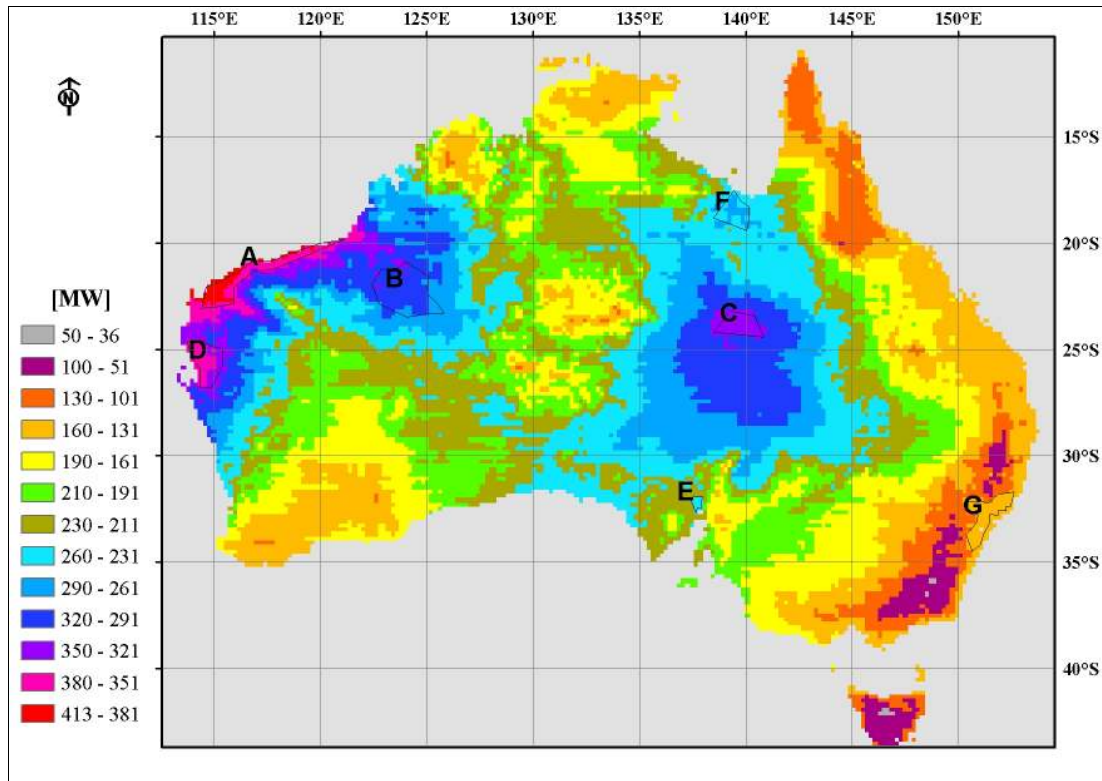 115°E 120°E 125°E 130°E 135°E 140°E 145°E 150°E
N
15°S
F
20°S
A
B
[MW]
C
50 - 36
100 - 51
D
25°S
130 - 101
160 - 131
190 - 161
30°S
210 - 191
E
G
230 - 211
260 - 231
35°S
290 - 261
320 - 291
350 - 321
40°S
380 - 351
413 - 381